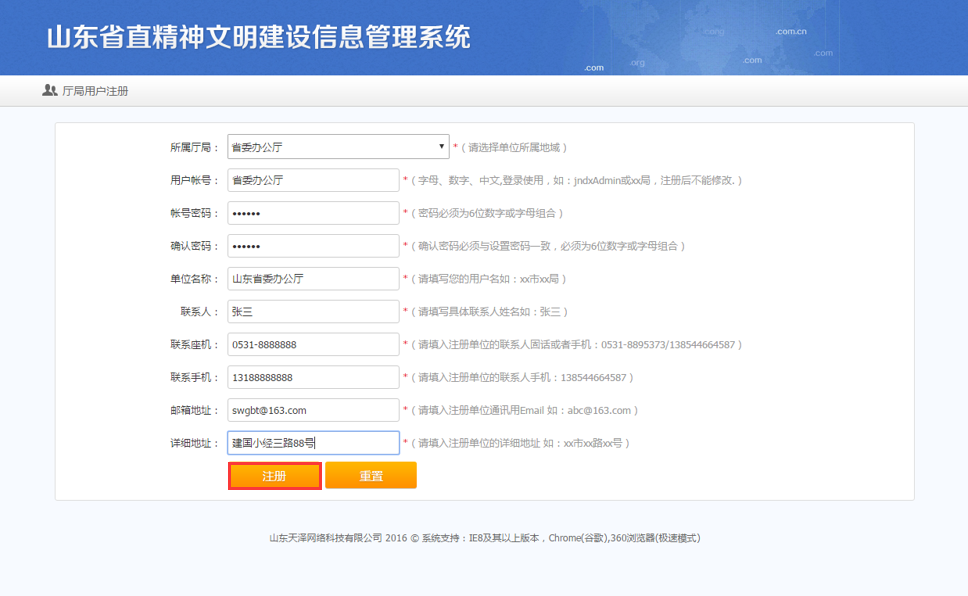 山东省直精神文明建设信息管理系统
.com
.org
.com.cn
.com
.com
厅局用户注册
所属厅局： 省委办公厅 ▼ *（ 请选择单位所属地域 ）
用户帐号： 省委办公厅 *（ 字母、数字、中文,登录使用，如：jndxAdmin或xx局，注册后不能修改. ）
帐号密码： •••••• *（ 密码必须为6位数字或字母组合 ）
确认密码： •••••• *（ 确认密码必须与设置密码一致，必须为6位数字或字母组合 ）
单位名称： 山东省委办公厅 *（ 请填写您的用户名如：xx市xx局 ）
联系人： 张三 *（ 请填写具体联系人姓名如：张三 ）
联系座机： 0531-8888888 *（ 请填入注册单位的联系人固话或者手机：0531-8895373/138544664587 ）
联系手机： 13188888888 *（ 请填入注册单位的联系人手机：138544664587 ）
邮箱地址： swgbt@163.com *（ 请填入注册单位通讯用Email 如：abc@163.com ）
详细地址： 建国小经三路88号 *（ 请填入注册单位的详细地址 如：xx市xx路xx号 ）
注册 重置
山东天泽网络科技有限公司 2016 © 系统支持：IE8及其以上版本，Chrome(谷歌),360浏览器(极速模式)